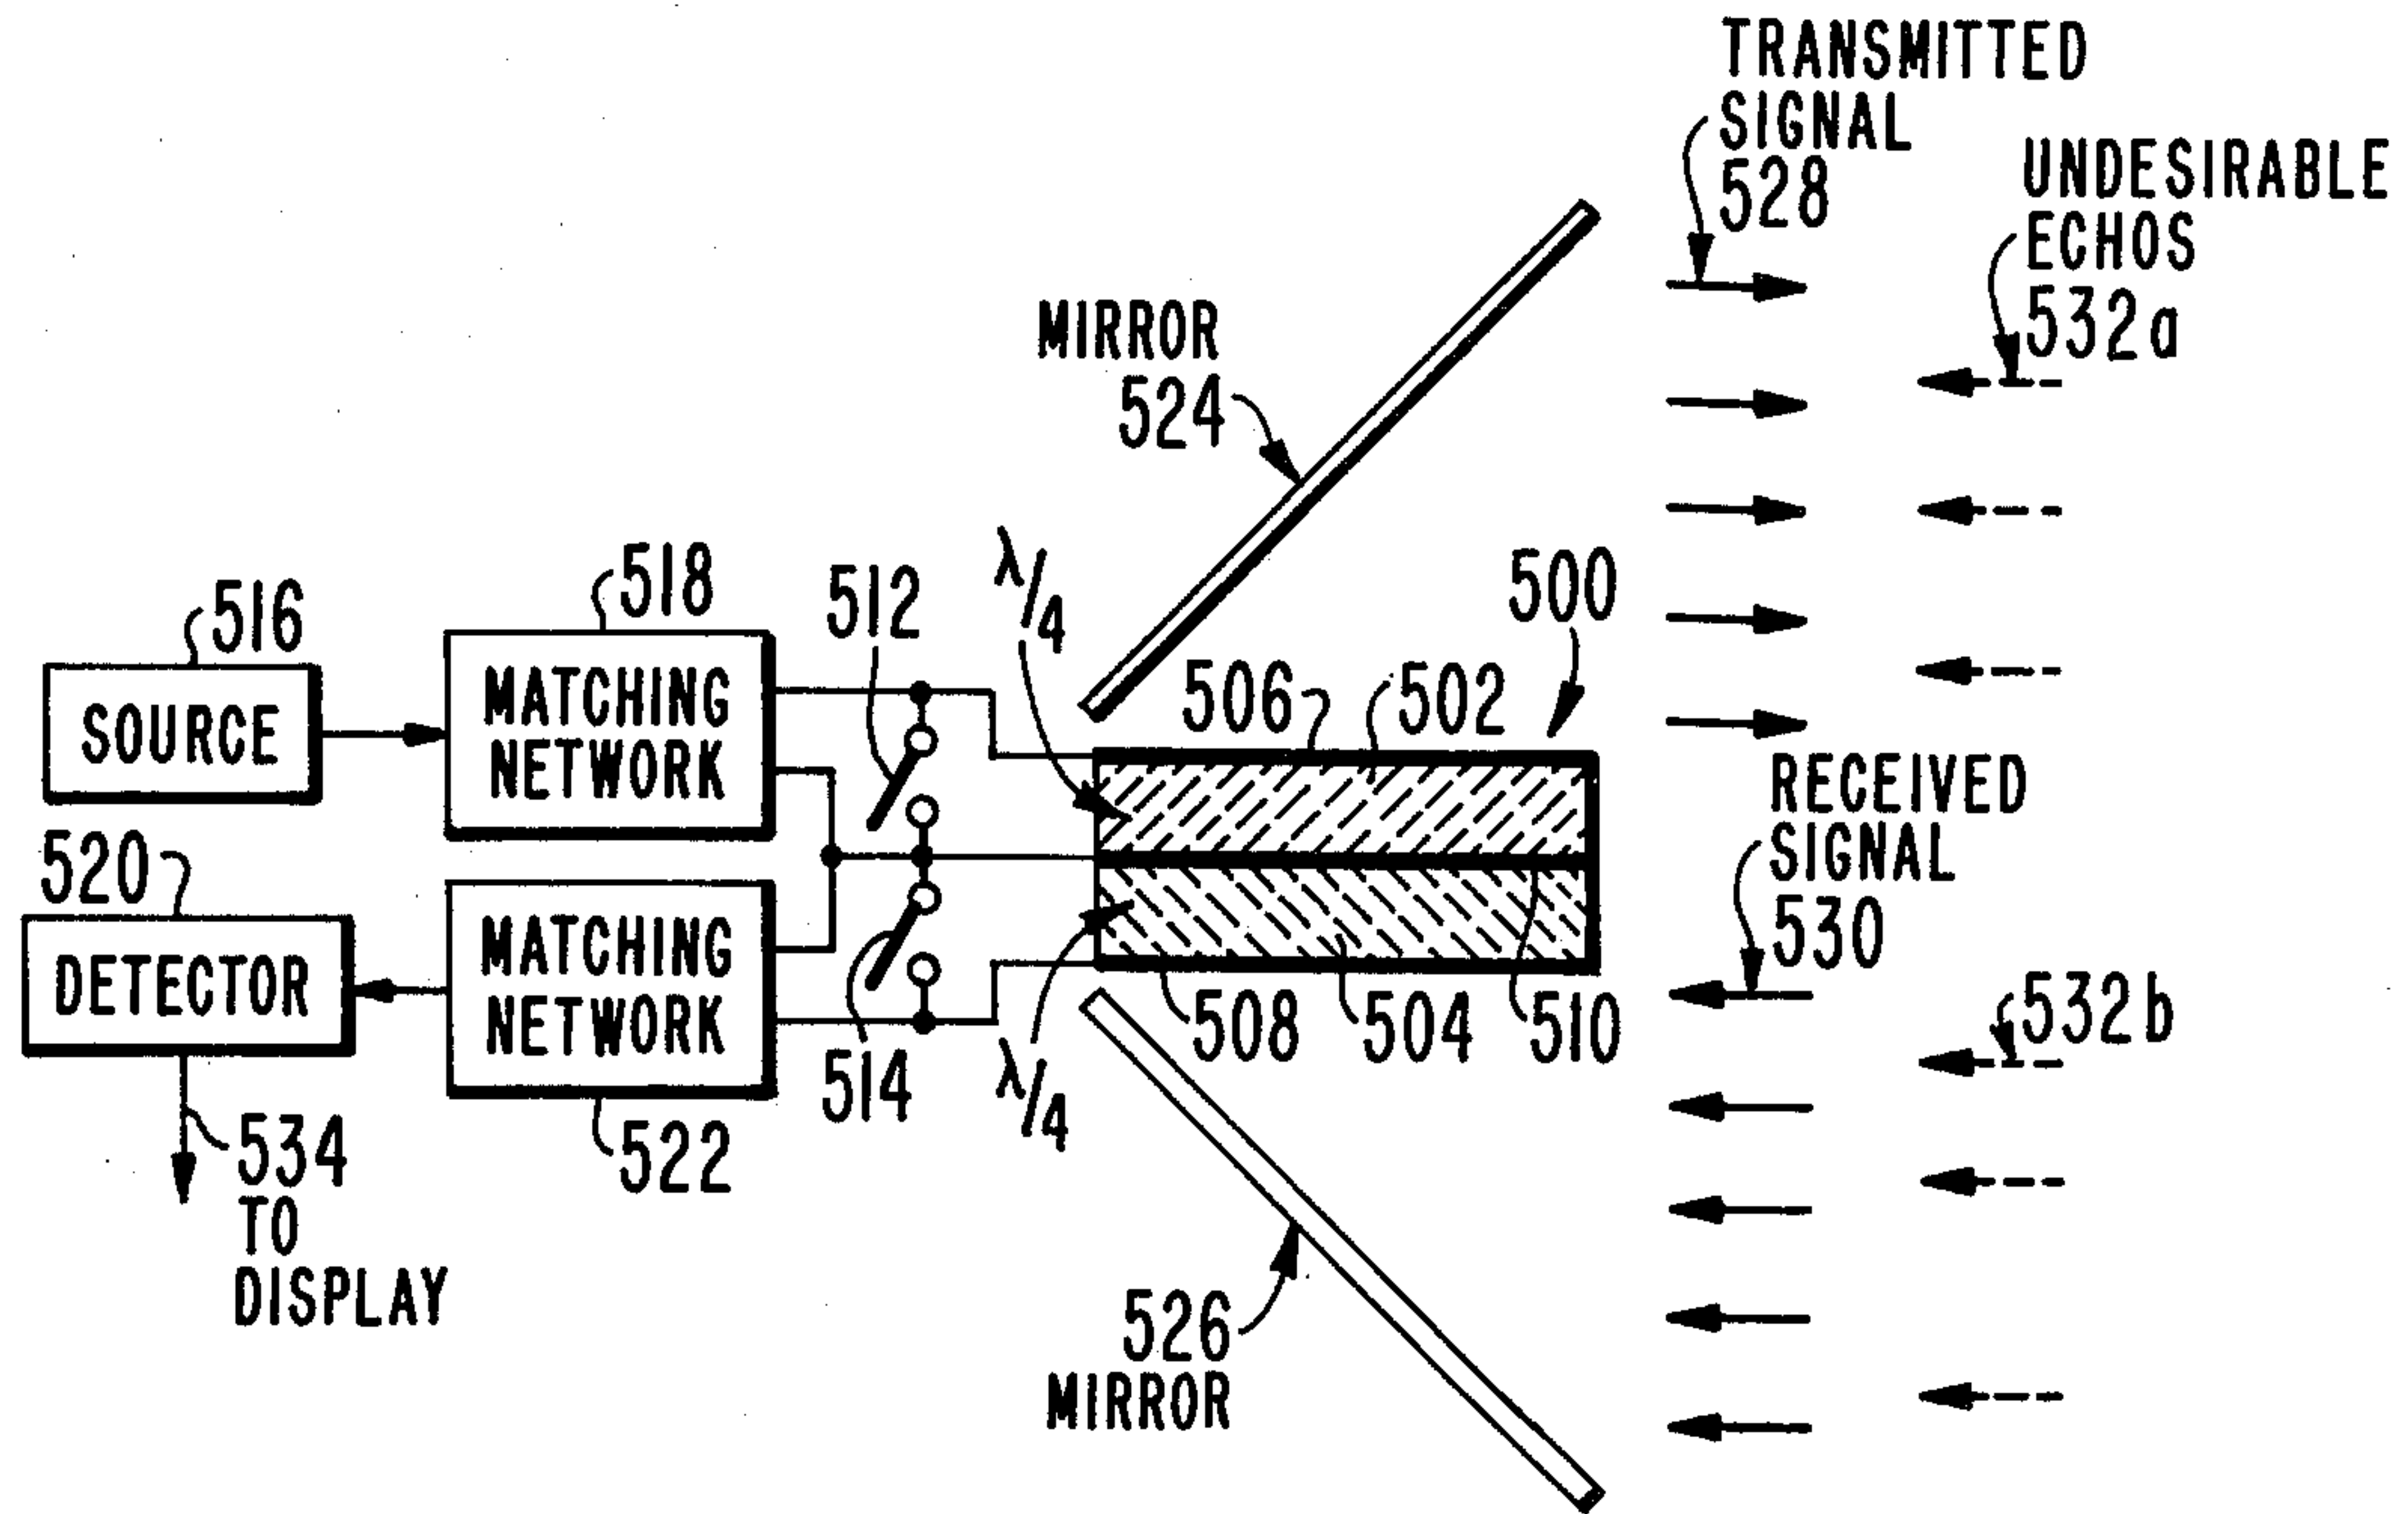 TRANSMITTED
SIGNAL
528
UNDESIRABLE
ECHOS
532a
MIRROR
524
λ/4
500
516
518
512
506
502
SOURCE
MATCHING
NETWORK
RECEIVED
SIGNAL
530
520
DETECTOR
MATCHING
NETWORK
514
λ/4
508
504
510
532b
534
TO
DISPLAY
522
526
MIRROR